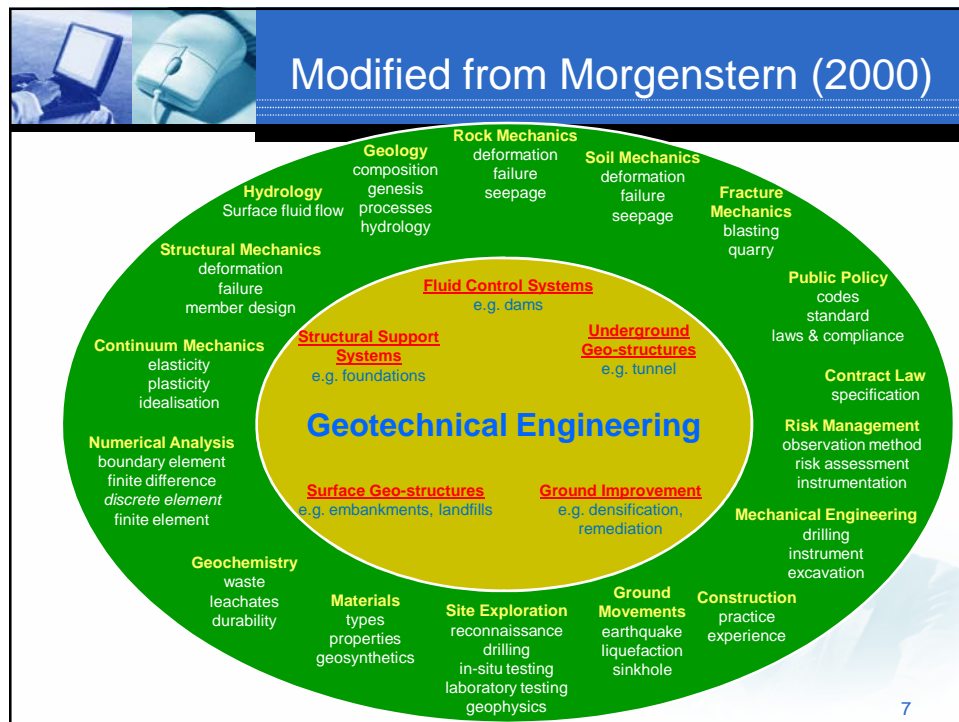 Modified from Morgenstern (2000)
Rock Mechanics
deformation
failure
seepage
Geology
composition
genesis
processes
hydrology
Soil Mechanics
deformation
failure
seepage
Hydrology
Surface fluid flow
Fracture
Mechanics
blasting
quarry
Structural Mechanics
deformation
failure
member design
Public Policy
codes
standard
laws & compliance
Fluid Control Systems
e.g. dams
Structural Support
Systems
e.g. foundations
Underground
Geo-structures
e.g. tunnel
Continuum Mechanics
elasticity
plasticity
idealisation
Contract Law
specification
Geotechnical Engineering
Risk Management
observation method
risk assessment
instrumentation
Numerical Analysis
boundary element
finite difference
discrete element
finite element
Surface Geo-structures
e.g. embankments, landfills
Ground Improvement
e.g. densification,
remediation
Mechanical Engineering
drilling
instrument
excavation
Geochemistry
waste
leachates
durability
Materials
types
properties
geosynthetics
Site Exploration
reconnaissance
drilling
in-situ testing
laboratory testing
geophysics
Ground
Movements
earthquake
liquefaction
sinkhole
Construction
practice
experience
7